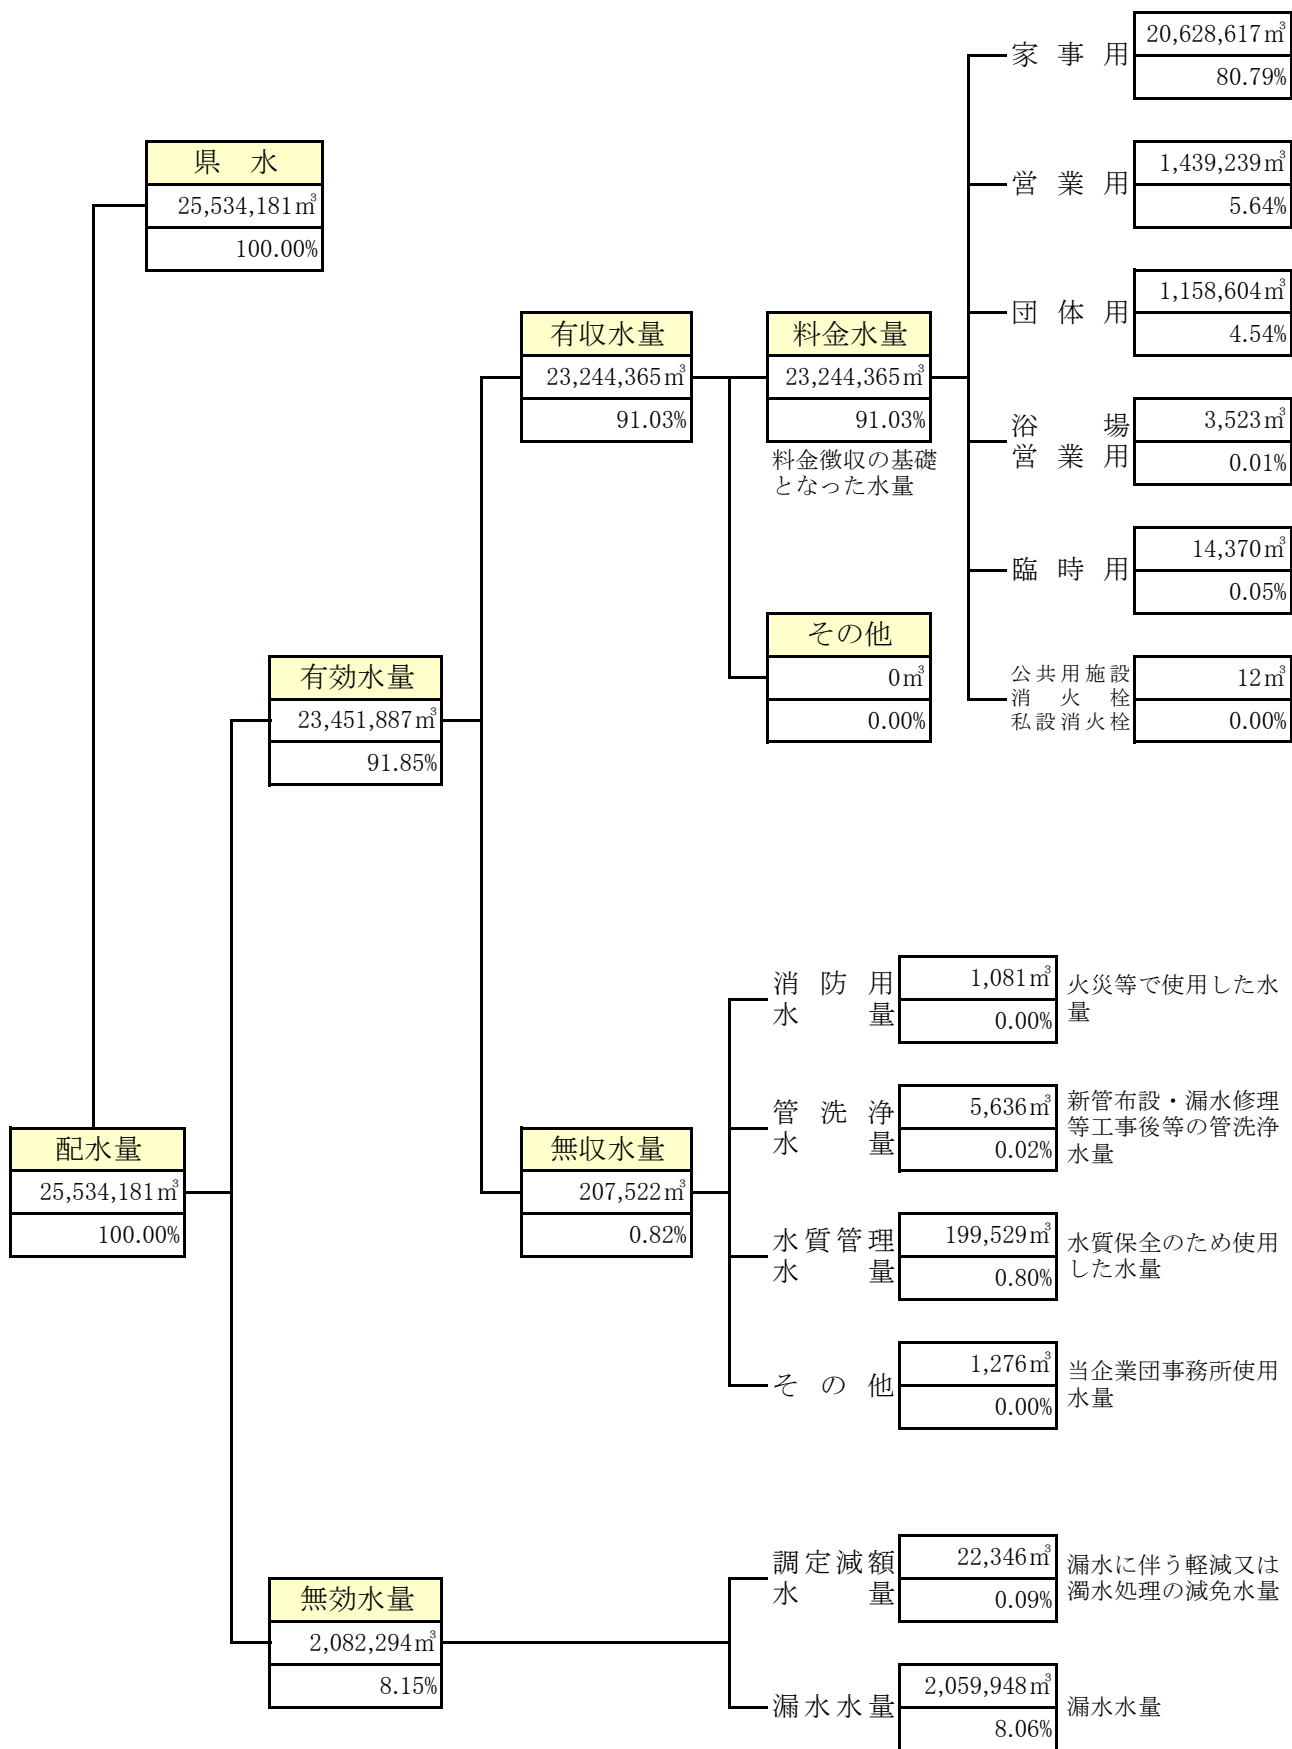 家事用
20,628,617㎥
80.79%
県水
25,534,181㎥
100.00%
営業用
1,439,239㎥
5.64%
団体用
1,158,604㎥
4.54%
有収水量
23,244,365㎥
91.03%
料金水量
23,244,365㎥
91.03%
料金徴収の基礎
となった水量
浴場
営業用
3,523㎥
0.01%
臨時用
14,370㎥
0.05%
その他
0㎥
0.00%
公共用施設
消火栓
私設消火栓
12㎥
0.00%
有効水量
23,451,887㎥
91.85%
消防用
水量
1,081㎥
0.00%
火災等で使用した水
量
管洗浄
水量
5,636㎥
0.02%
新管布設・漏水修理
等工事後等の管洗浄
水量
配水量
25,534,181㎥
100.00%
無収水量
207,522㎥
0.82%
水質管理
水量
199,529㎥
0.80%
水質保全のため使用
した水量
その他
1,276㎥
0.00%
当企業団事務所使用
水量
無効水量
2,082,294㎥
8.15%
調定減額
水量
22,346㎥
0.09%
漏水に伴う軽減又は
濁水処理の減免水量
漏水水量
2,059,948㎥
8.06%
漏水水量